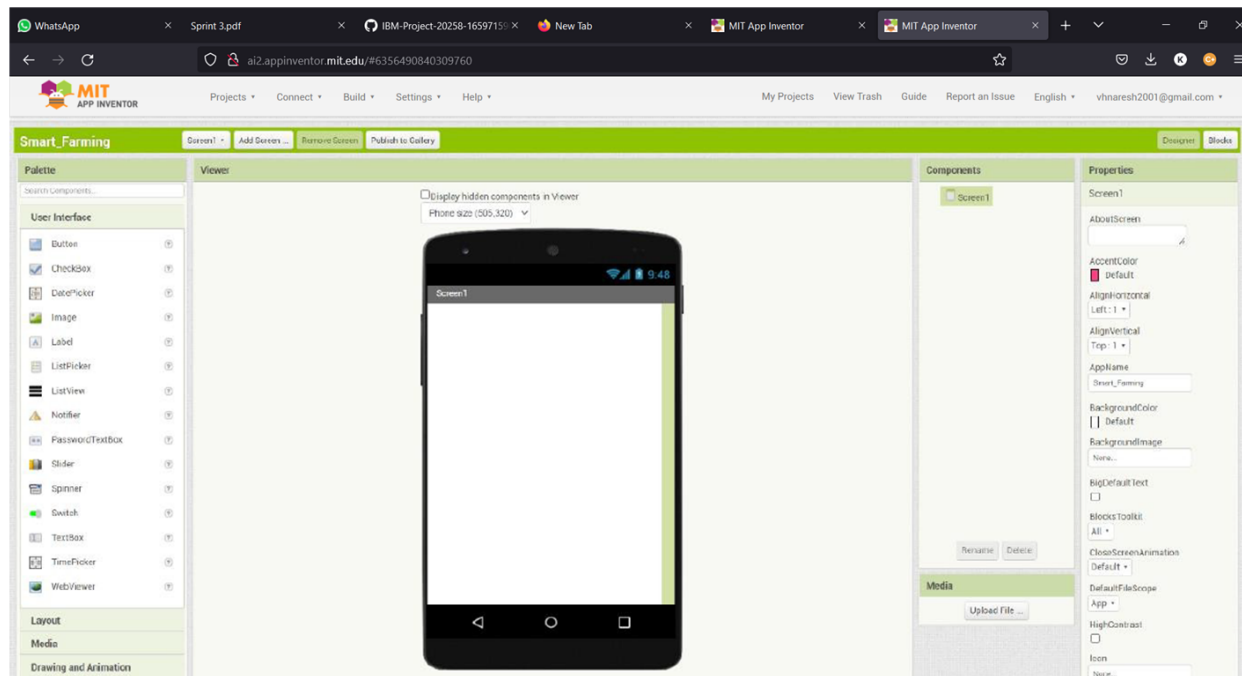 WhatsApp
Sprint 3.pdf
IBM-Project-20258-16597159
New Tab
MIT App Inventor
MIT App Inventor
ai2.appinventor.mit.edu/#6356490840309760
MIT
APP INVENTOR
Projects
Connect
Build
Settings
Help
My Projects
View Trash
Guide
Report an Issue
English
vhnaresh2001@gmail.com
Smart_Farming
Screen1
Add Screen ...
Remove Screen
Publish to Gallery
Designer
Blocks
Palette
Search Components...
User Interface
Button
CheckBox
DatePicker
Image
Label
ListPicker
ListView
Notifier
PasswordTextBox
Slider
Spinner
Switch
TextBox
TimePicker
WebViewer
Layout
Media
Drawing and Animation
Viewer
Display hidden components in Viewer
Phone size (505,320)
9:48
Screen1
Components
Screen1
Rename
Delete
Media
Upload File ...
Properties
Screen1
AboutScreen
AccentColor
Default
AlignHorizontal
Left : 1
AlignVertical
Top : 1
AppName
Smart_Farming
BackgroundColor
Default
BackgroundImage
None...
BigDefaultText
BlocksToolkit
All
CloseScreenAnimation
Default
DefaultFileScope
App
HighContrast
Icon
None...